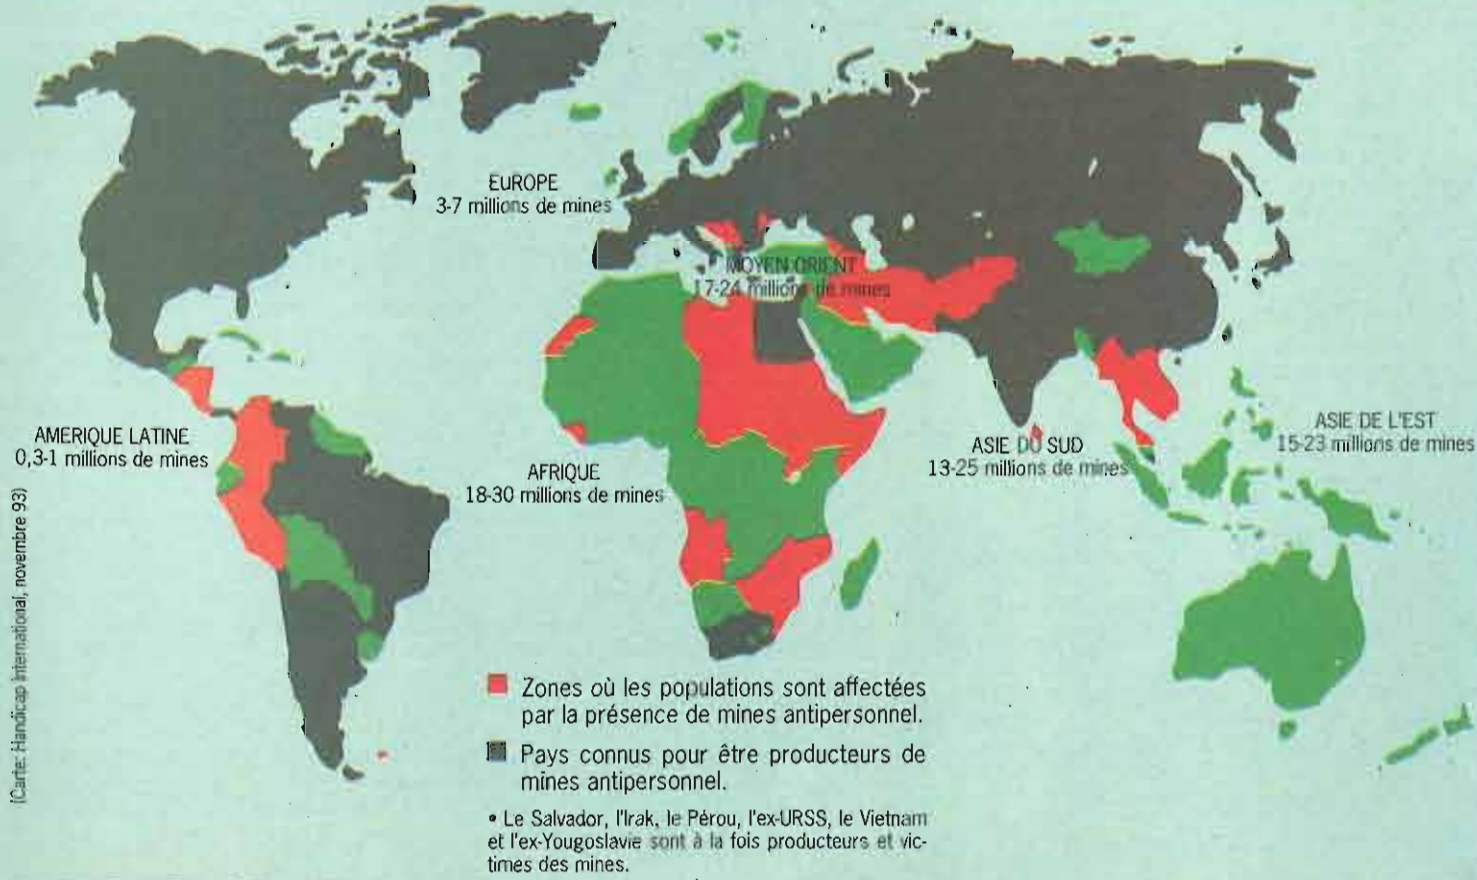 EUROPE
3-7 millions de mines
MOYEN ORIENT
17-24 millions de mines
AMERIQUE LATINE
0,3-1 millions de mines
AFRIQUE
18-30 millions de mines
ASIE DU SUD
13-25 millions de mines
ASIE DE L'EST
15-23 millions de mines
Zones où les populations sont affectées
par la présence de mines antipersonnel.
Pays connus pour être producteurs de
mines antipersonnel.
• Le Salvador, l'Irak, le Pérou, l'ex-URSS, le Vietnam
et l'ex-Yougoslavie sont à la fois producteurs et vic-
times des mines.
(Carte: Handicap International, novembre 93)